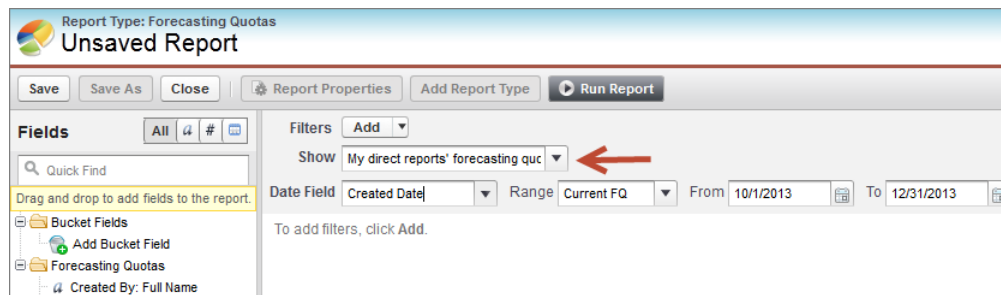 Report Type: Forecasting Quotas
Unsaved Report
Save Save As Close Report Properties Add Report Type Run Report
Fields All a # Filters Add
Quick Find Show My direct reports' forecasting quc
Drag and drop to add fields to the report. Date Field Created Date Range Current FQ From 10/1/2013 To 12/31/2013
Bucket Fields To add filters, click Add.
Add Bucket Field
Forecasting Quotas
a Created By: Full Name